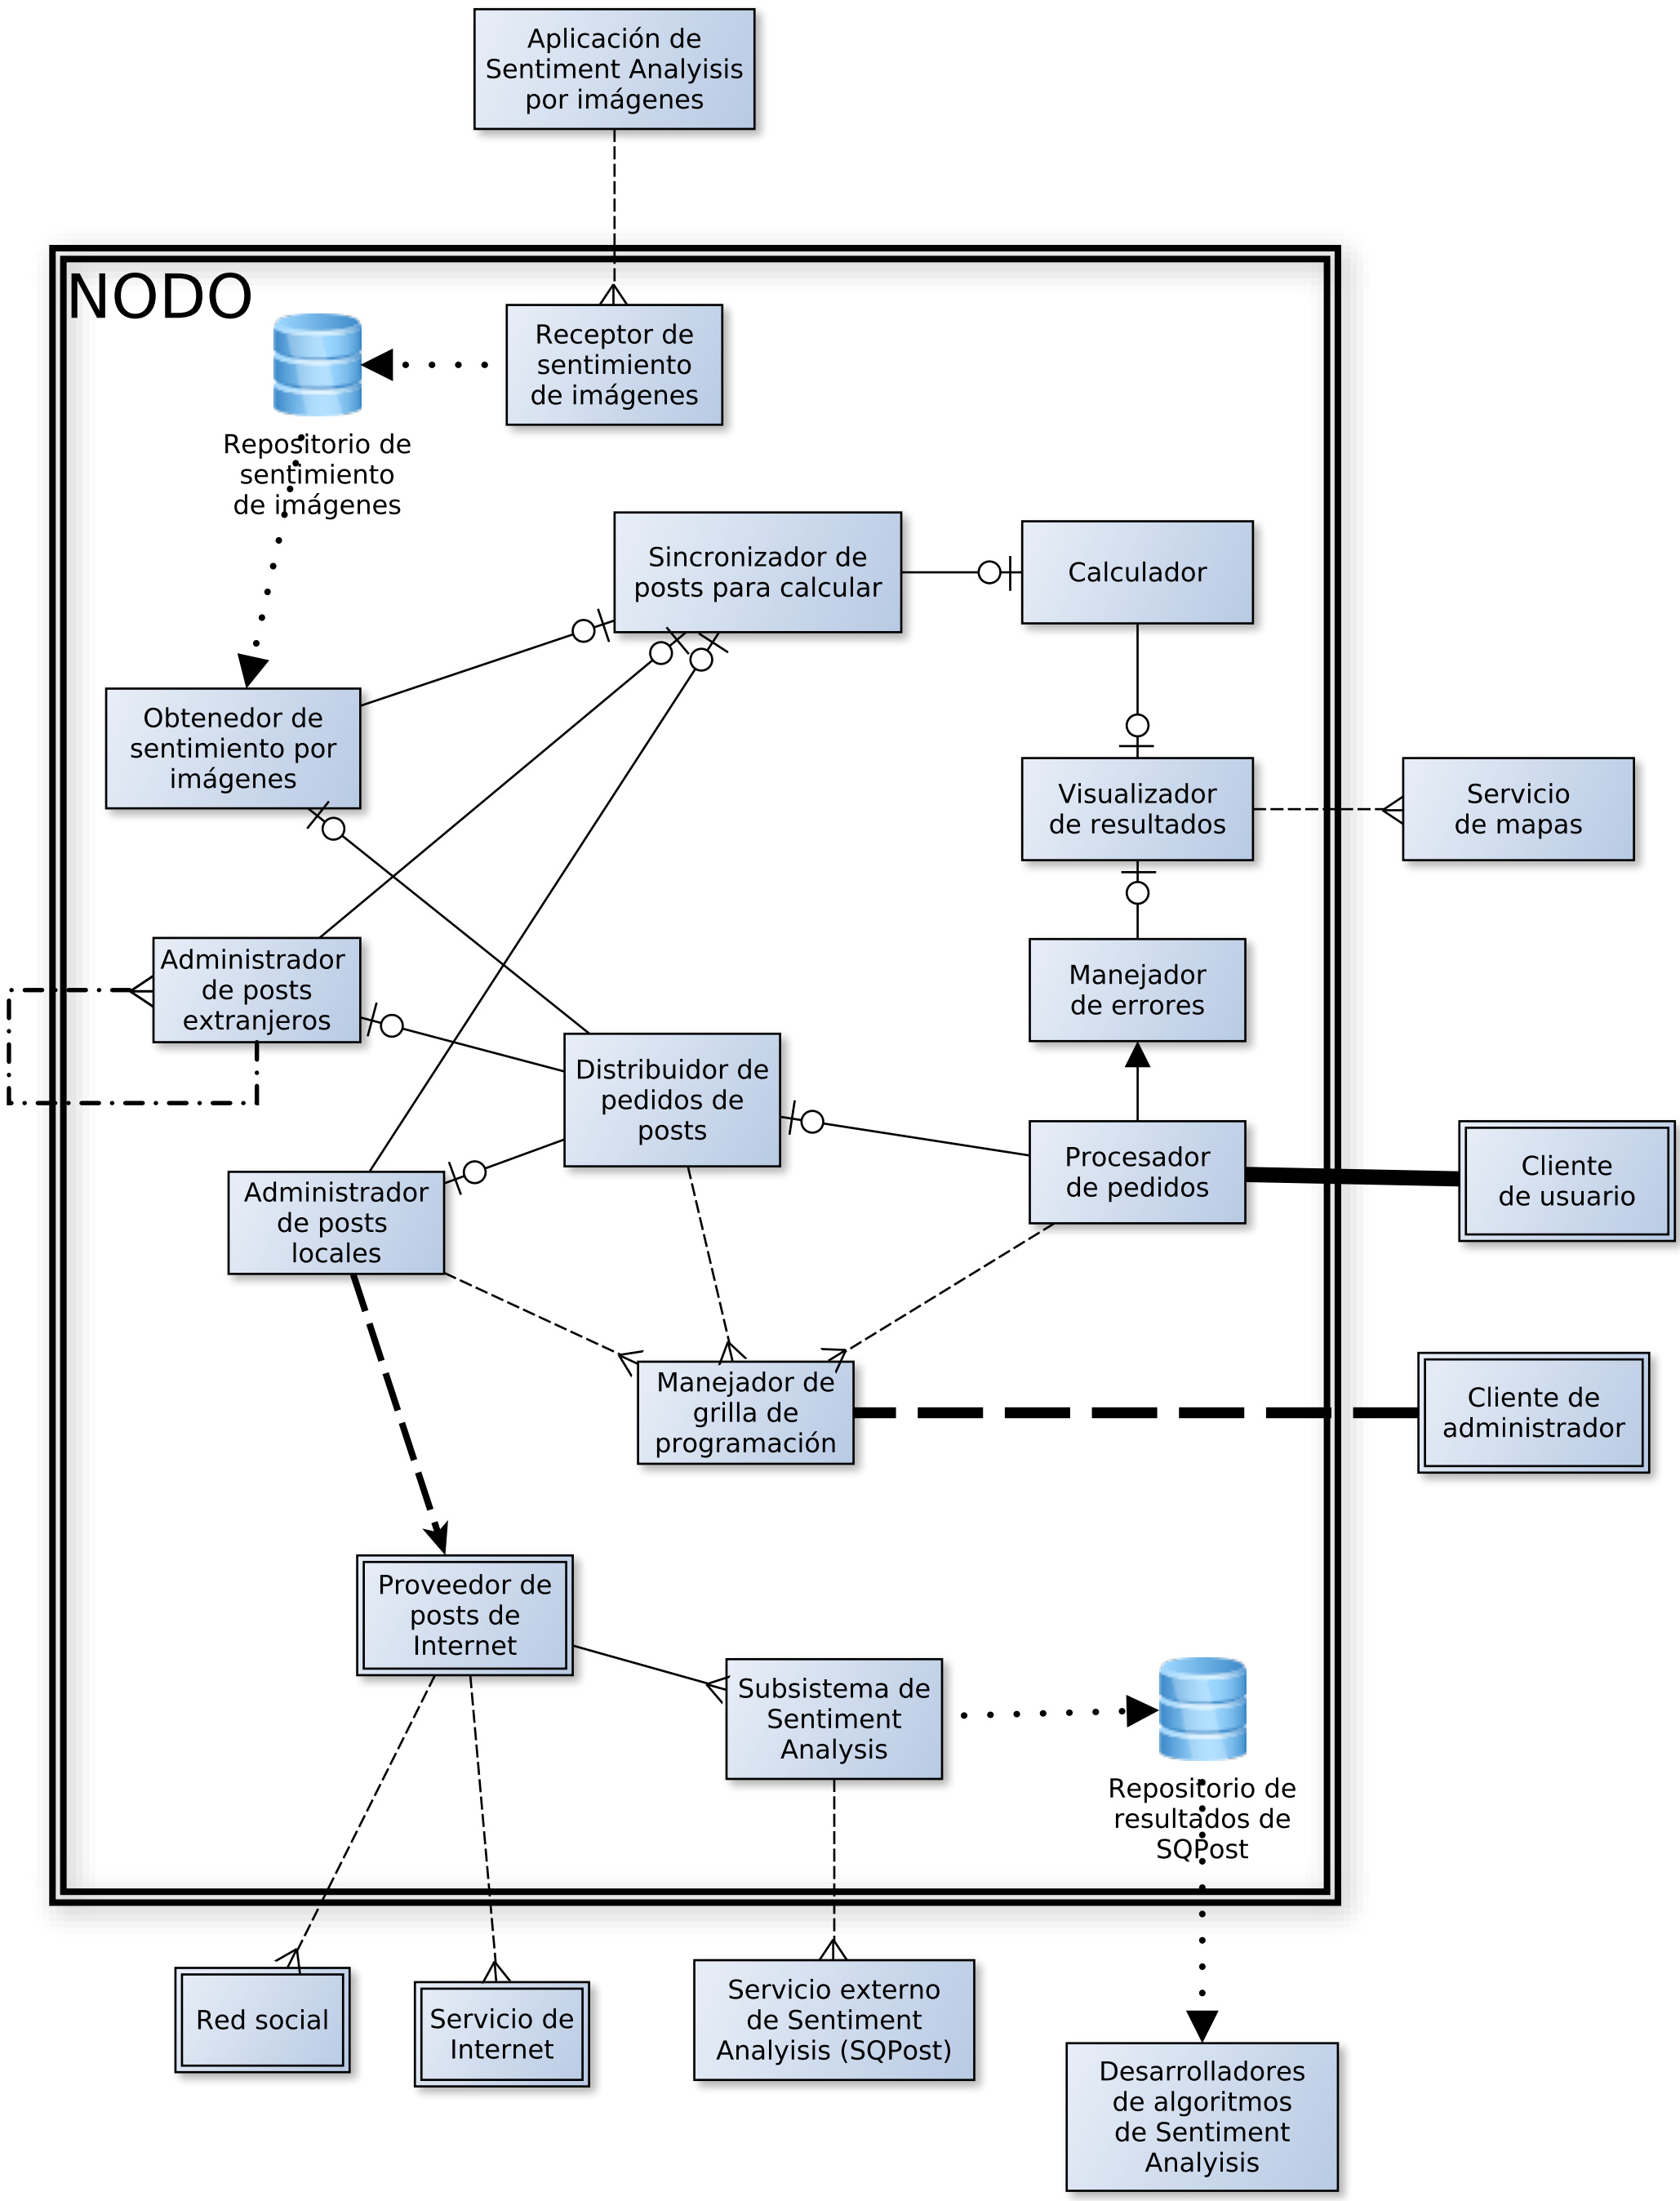 Aplicación de
Sentiment Analyisis
por imágenes
NODO
Receptor de
sentimiento
de imágenes
Repositorio de
sentimiento
de imágenes
Sincronizador de
posts para calcular
Calculador
Obtenedor de
sentimiento por
imágenes
Visualizador
de resultados
Servicio
de mapas
Administrador
de posts
extranjeros
Manejador
de errores
Distribuidor de
pedidos de
posts
Procesador
de pedidos
Cliente
de usuario
Administrador
de posts
locales
Manejador de
grilla de
programación
Cliente de
administrador
Proveedor de
posts de
Internet
Subsistema de
Sentiment
Analysis
Repositorio de
resultados de
SQPost
Red social
Servicio de
Internet
Servicio externo
de Sentiment
Analyisis (SQPost)
Desarrolladores
de algoritmos
de Sentiment
Analyisis